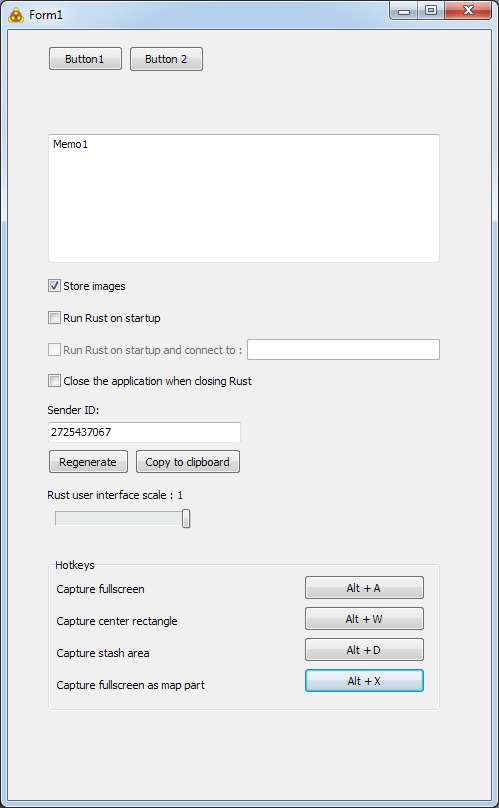 Form1
Button1 Button 2
Memo1
Store images
Run Rust on startup
Run Rust on startup and connect to :
Close the application when closing Rust
Sender ID:
2725437067
Regenerate Copy to clipboard
Rust user interface scale : 1
Hotkeys
Capture fullscreen Alt + A
Capture center rectangle Alt + W
Capture stash area Alt + D
Capture fullscreen as map part Alt + X